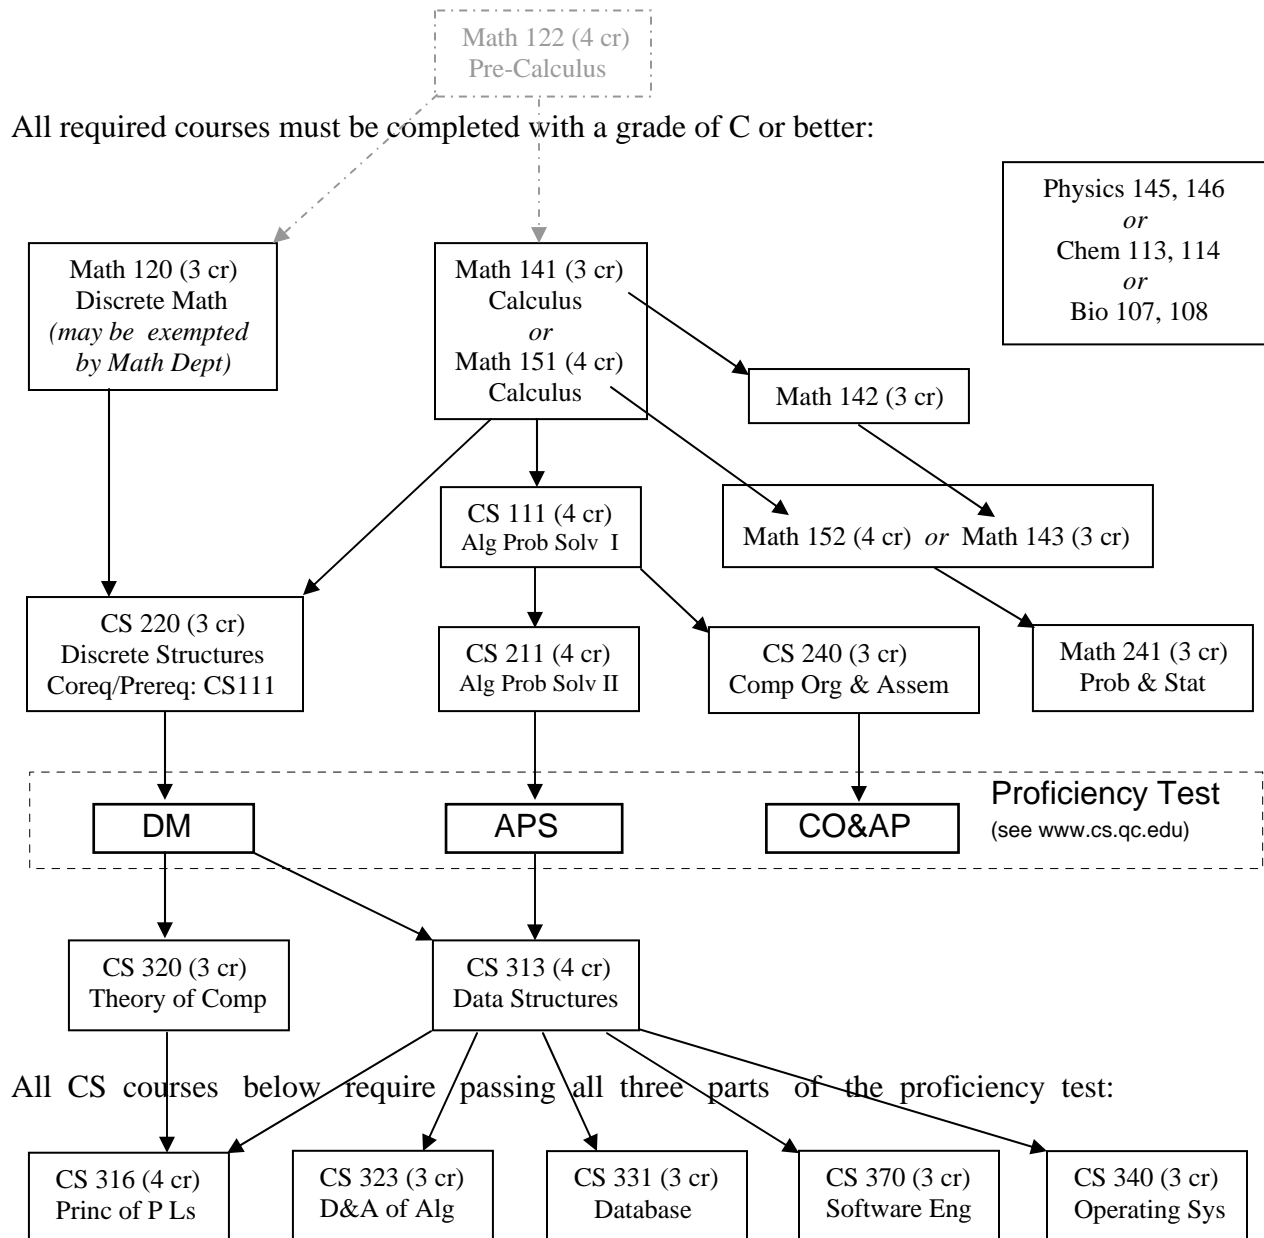 Math 122 (4 cr)
Pre-Calculus
All required courses must be completed with a grade of C or better:
Physics 145, 146
or
Chem 113, 114
or
Bio 107, 108
Math 120 (3 cr)
Discrete Math
(may be exempted
by Math Dept)
Math 141 (3 cr)
Calculus
or
Math 151 (4 cr)
Calculus
Math 142 (3 cr)
CS 111 (4 cr)
Alg Prob Solv I
Math 152 (4 cr) or Math 143 (3 cr)
CS 220 (3 cr)
Discrete Structures
Coreq/Prereq: CS111
CS 211 (4 cr)
Alg Prob Solv II
CS 240 (3 cr)
Comp Org & Assem
Math 241 (3 cr)
Prob & Stat
DM
APS
CO&AP
Proficiency Test
(see www.cs.qc.edu)
CS 320 (3 cr)
Theory of Comp
CS 313 (4 cr)
Data Structures
All CS courses below require passing all three parts of the proficiency test:
CS 316 (4 cr)
Princ of P Ls
CS 323 (3 cr)
D&A of Alg
CS 331 (3 cr)
Database
CS 370 (3 cr)
Software Eng
CS 340 (3 cr)
Operating Sys